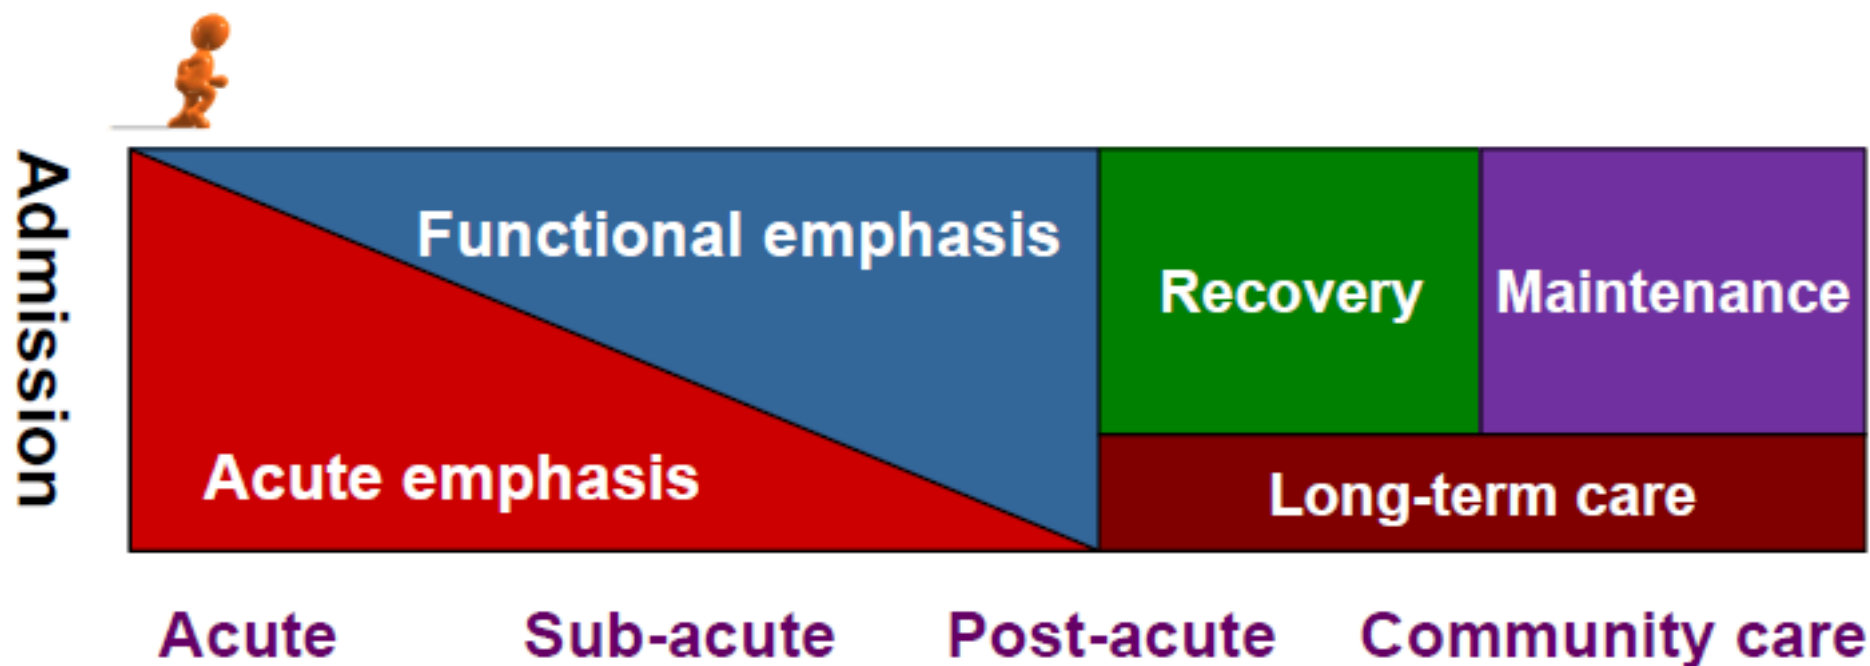 Admission
Functional emphasis
Acute emphasis
Recovery
Maintenance
Long-term care
Acute
Sub-acute
Post-acute
Community care